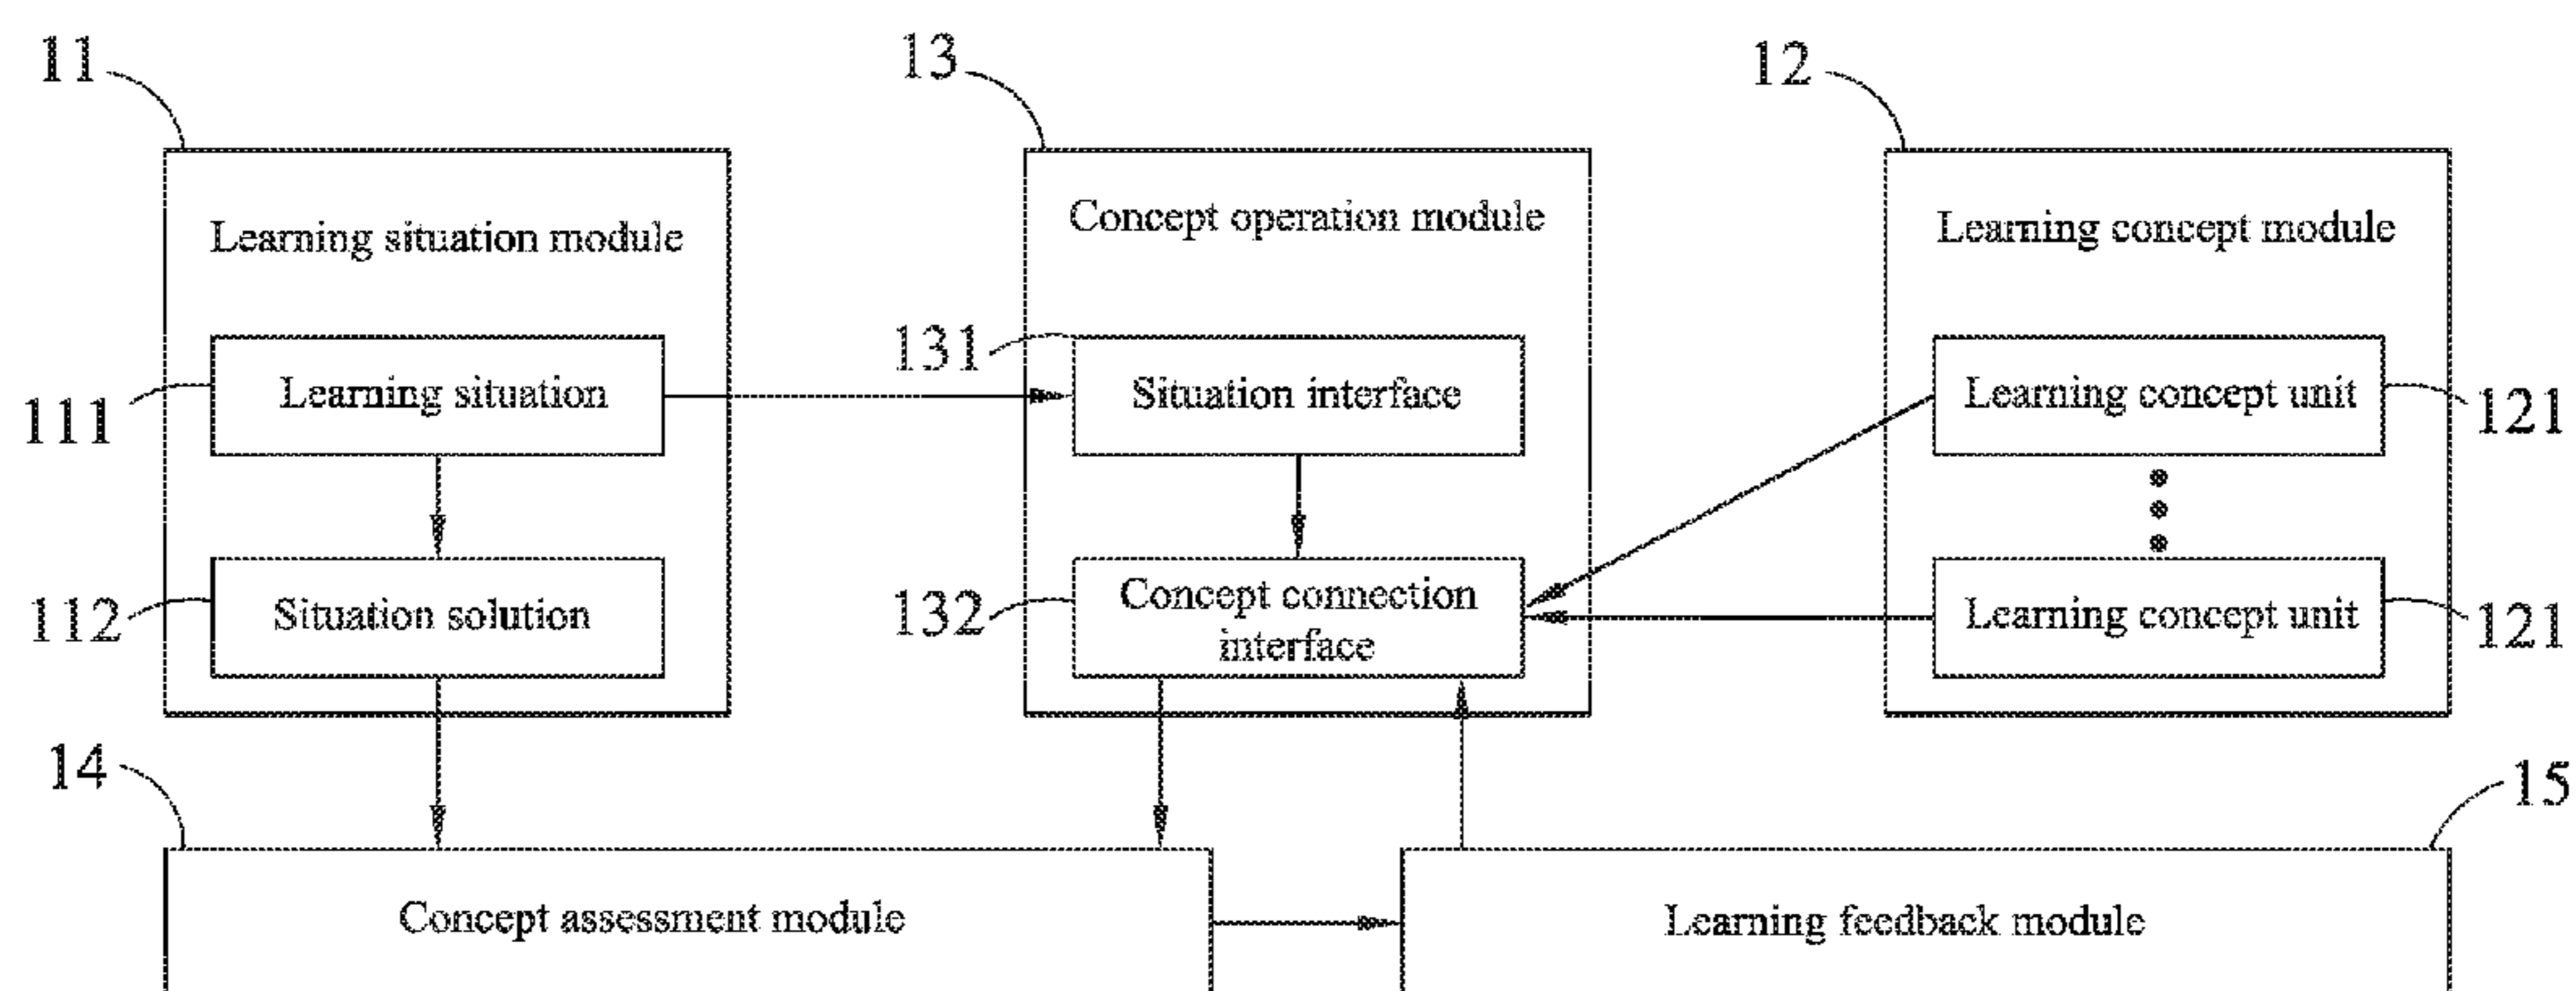 11
13
12
Learning situation module
Concept operation module
Learning concept module
131
111
Learning situation
Situation interface
Learning concept unit
121
112
Situation solution
132
Concept connection
interface
Learning concept unit
121
14
15
Concept assessment module
Learning feedback module